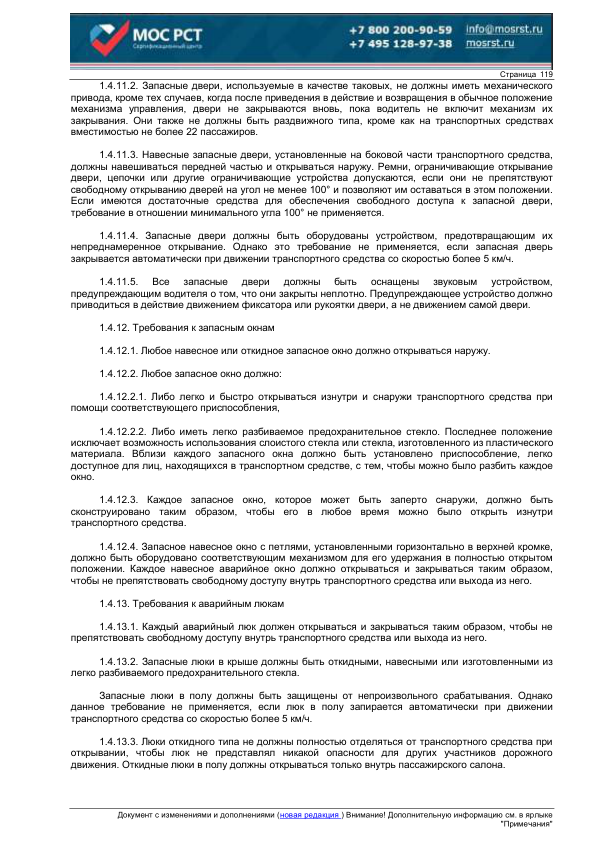 МОС РСТ
Сертификационный центр
+7 800 200-90-59 info@mosrst.ru
+7 495 128-97-38 mosrst.ru
Страница 119
1.4.11.2. Запасные двери, используемые в качестве таковых, не должны иметь механического
привода, кроме тех случаев, когда после приведения в действие и возвращения в обычное положение
механизма управления, двери не закрываются вновь, пока водитель не включит механизм их
закрывания. Они также не должны быть раздвижного типа, кроме как на транспортных средствах
вместимостью не более 22 пассажиров.
1.4.11.3. Навесные запасные двери, установленные на боковой части транспортного средства,
должны навешиваться передней частью и открываться наружу. Ремни, ограничивающие открывание
двери, цепочки или другие ограничивающие устройства допускаются, если они не препятствуют
свободному открыванию дверей на угол не менее 100° и позволяют им оставаться в этом положении.
Если имеются достаточные средства для обеспечения свободного доступа к запасной двери,
требование в отношении минимального угла 100° не применяется.
1.4.11.4. Запасные двери должны быть оборудованы устройством, предотвращающим их
непреднамеренное открывание. Однако это требование не применяется, если запасная дверь
закрывается автоматически при движении транспортного средства со скоростью более 5 км/ч.
1.4.11.5. Все запасные двери должны быть оснащены звуковым устройством,
предупреждающим водителя о том, что они закрыты неплотно. Предупреждающее устройство должно
приводиться в действие движением фиксатора или рукоятки двери, а не движением самой двери.
1.4.12. Требования к запасным окнам
1.4.12.1. Любое навесное или откидное запасное окно должно открываться наружу.
1.4.12.2. Любое запасное окно должно:
1.4.12.2.1. Либо легко и быстро открываться изнутри и снаружи транспортного средства при
помощи соответствующего приспособления,
1.4.12.2.2. Либо иметь легко разбиваемое предохранительное стекло. Последнее положение
исключает возможность использования слоистого стекла или стекла, изготовленного из пластического
материала. Вблизи каждого запасного окна должно быть установлено приспособление, легко
доступное для лиц, находящихся в транспортном средстве, с тем, чтобы можно было разбить каждое
окно.
1.4.12.3. Каждое запасное окно, которое может быть заперто снаружи, должно быть
сконструировано таким образом, чтобы его в любое время можно было открыть изнутри
транспортного средства.
1.4.12.4. Запасное навесное окно с петлями, установленными горизонтально в верхней кромке,
должно быть оборудовано соответствующим механизмом для его удержания в полностью открытом
положении. Каждое навесное аварийное окно должно открываться и закрываться таким образом,
чтобы не препятствовать свободному доступу внутрь транспортного средства или выхода из него.
1.4.13. Требования к аварийным люкам
1.4.13.1. Каждый аварийный люк должен открываться и закрываться таким образом, чтобы не
препятствовать свободному доступу внутрь транспортного средства или выхода из него.
1.4.13.2. Запасные люки в крыше должны быть откидными, навесными или изготовленными из
легко разбиваемого предохранительного стекла.
Запасные люки в полу должны быть защищены от непроизвольного срабатывания. Однако
данное требование не применяется, если люк в полу запирается автоматически при движении
транспортного средства со скоростью более 5 км/ч.
1.4.13.3. Люки откидного типа не должны полностью отделяться от транспортного средства при
открывании, чтобы люк не представлял никакой опасности для других участников дорожного
движения. Откидные люки в полу должны открываться только внутрь пассажирского салона.
Документ с изменениями и дополнениями (новая редакция ) Внимание! Дополнительную информацию см. в ярлыке
"Примечания"